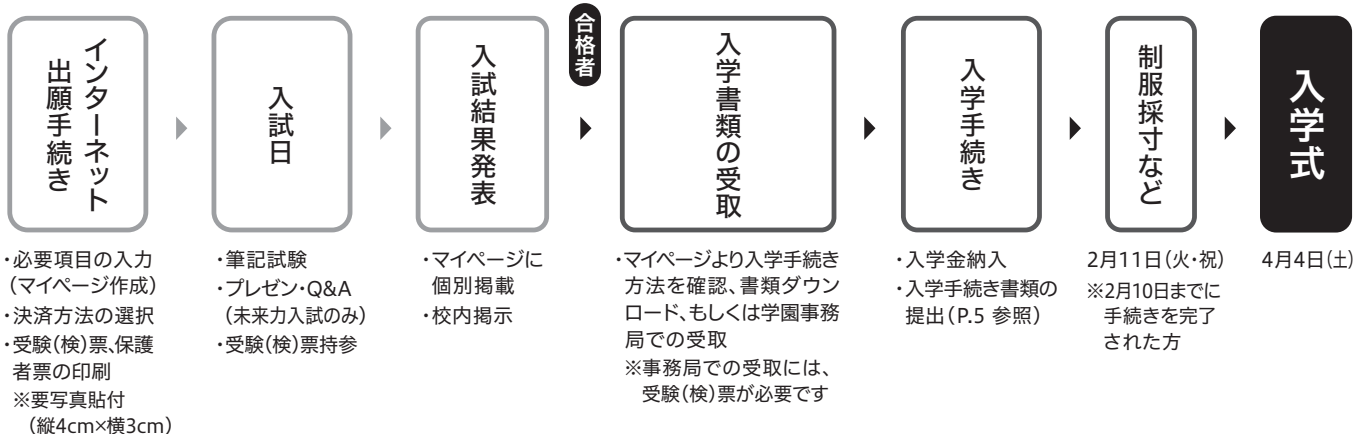 インターネット
出願手続き
・必要項目の入力
（マイページ作成）
・決済方法の選択
・受験（検）票、保護
者票の印刷
※要写真貼付
（縦4cm×横3cm）
入試日
・筆記試験
・プレゼン・Q&A
（未来力入試のみ）
・受験（検）票持参
入試結果発表
・マイページに
個別掲載
・校内掲示
合格者
入学書類の受取
・マイページより入学手続き
方法を確認、書類ダウン
ロード、もしくは学園事務
局での受取
※事務局での受取には、
受験（検）票が必要です
入学手続き
・入学金納入
・入学手続き書類の
提出（P.5 参照）
制服採寸など
2月11日（火・祝）
※2月10日までに
手続きを完了
された方
入学式
4月4日（土）